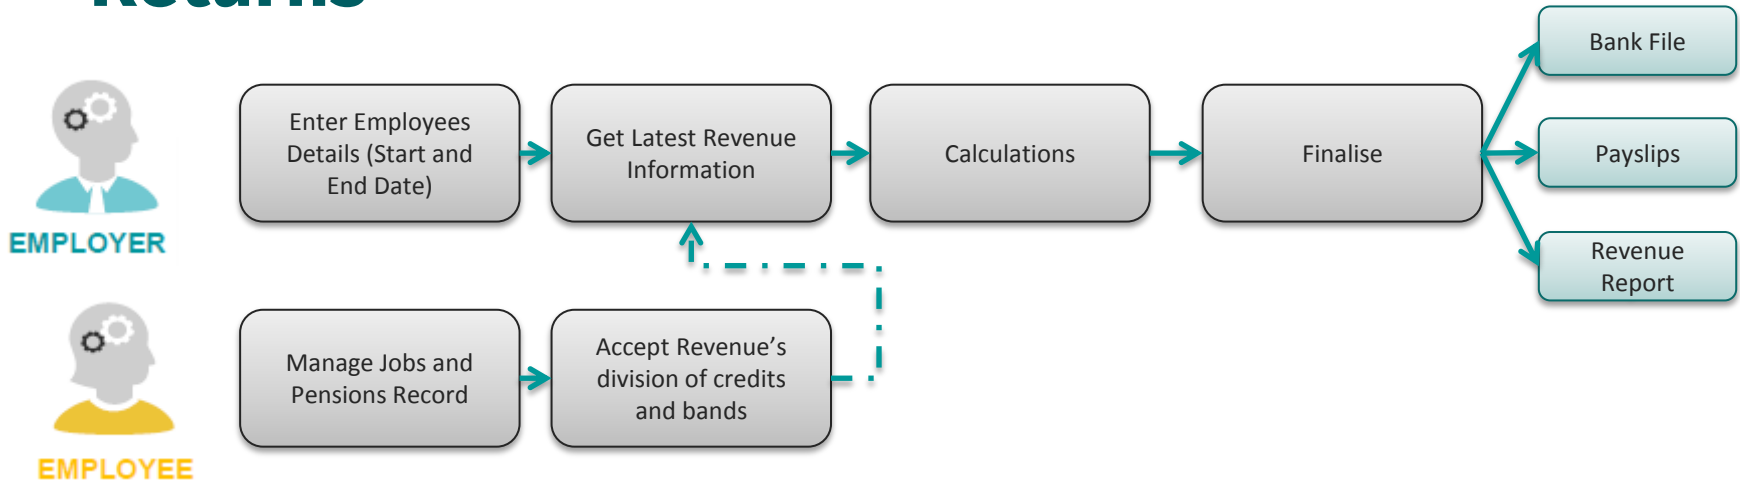 Returns
Bank File
Enter Employees
Details (Start and
End Date)
Get Latest Revenue
Information
Calculations
Finalise
Payslips
EMPLOYER
Revenue
Report
Manage Jobs and
Pensions Record
Accept Revenue’s
division of credits
and bands
EMPLOYEE